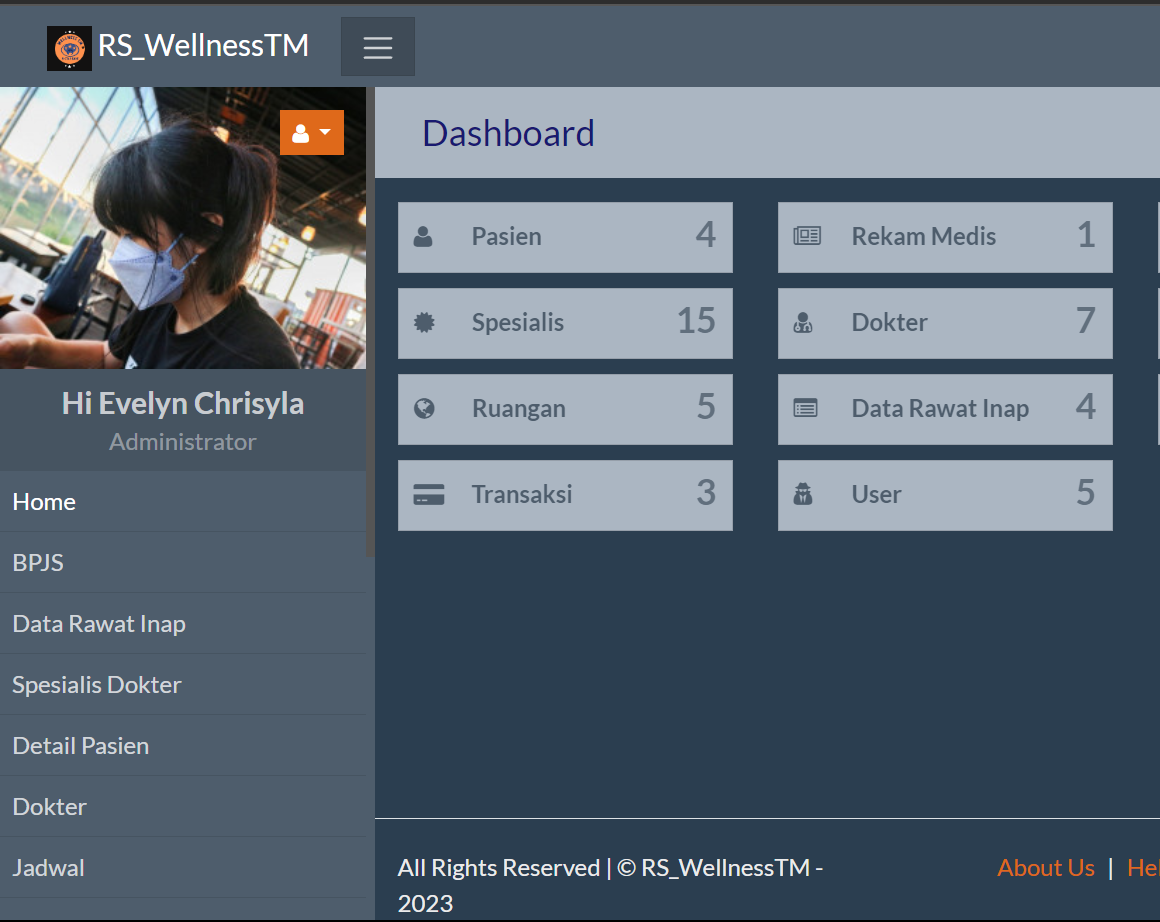 RS_WellnessTM
Dashboard
Pasien 4
Rekam Medis 1
Spesialis 15
Dokter 7
Ruangan 5
Data Rawat Inap 4
Transaksi 3
User 5
Hi Evelyn Chrisyla
Administrator
Home
BPJS
Data Rawat Inap
Spesialis Dokter
Detail Pasien
Dokter
Jadwal
All Rights Reserved | © RS_WellnessTM -
2023
About Us |